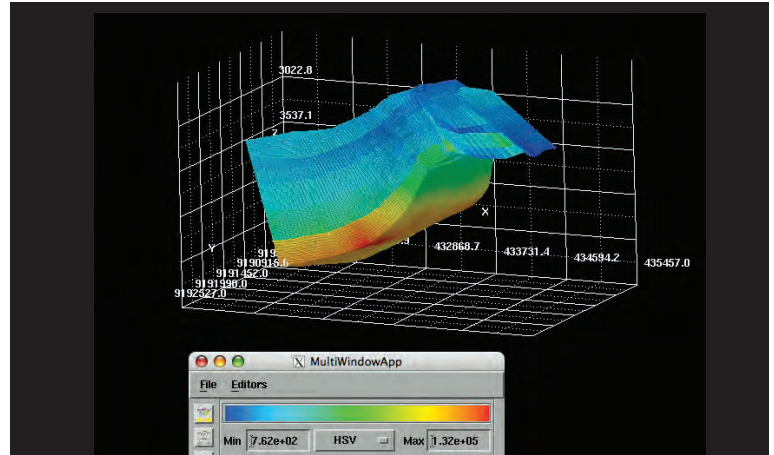 3022.8
3537.1
Z
X
Y
432868.7
433731.4
434594.2
435457.0
9190915.6
9191452.0
9191990.0
9192527.0
X MultiWindowApp
File Editors
Min 7.62e+02 HSV Max 1.32e+05